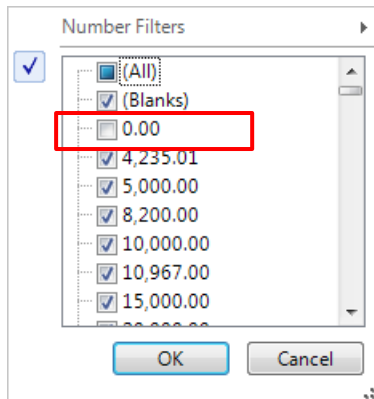 Number Filters
(All)
(Blanks)
0.00
4,235.01
5,000.00
8,200.00
10,000.00
10,967.00
15,000.00
OK
Cancel